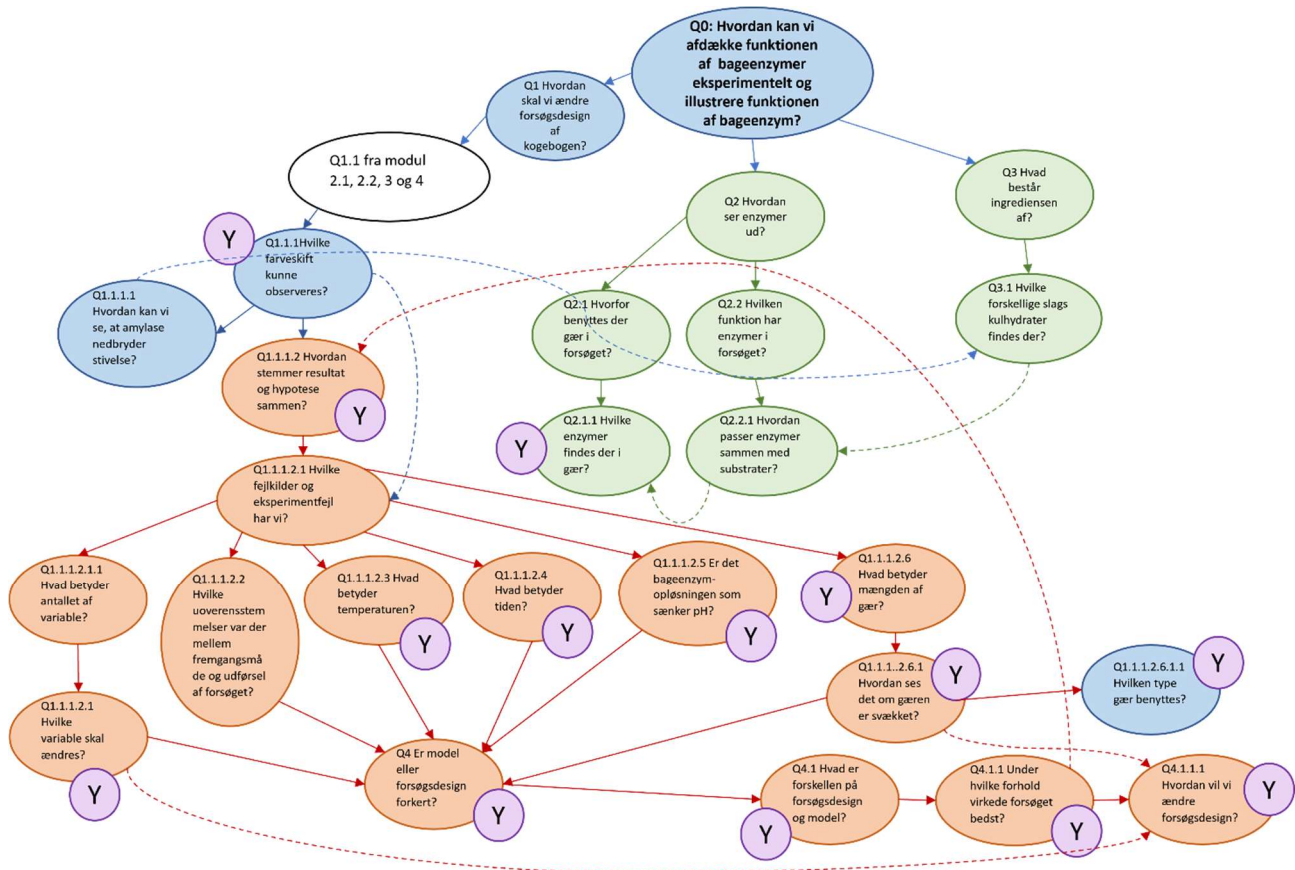 Q0: Hvordan kan vi
afdække funktionen
af bageenzymer
eksperimentelt og
illustrere funktionen
af bageenzym?
Q1 Hvordan
skal vi ændre
forsøgsdesign
af
kogebogen?
Q1.1 fra modul
2.1, 2.2, 3 og 4
Q3 Hvad
består
ingrediensen
af?
Q2 Hvordan
ser enzymer
ud?
Y
Q1.1.1Hvilke
farveskift
kunne
observeres?
Q1.1.1.1
Hvordan kan vi
se, at amylase
nedbryder
stivelse?
Q2.1 Hvorfor
benyttes der
gær i
forsøget?
Q2.2 Hvilken
funktion har
enzymer i
forsøget?
Q3.1 Hvilke
forskellige slags
kulhydrater
findes der?
Q1.1.1.2 Hvordan
stemmer resultat
og hypotese
sammen?
Y
Y
Q2.1.1 Hvilke
enzymer
findes der i
gær?
Q2.2.1 Hvordan
passer enzymer
sammen med
substrater?
Q1.1.1.2.1 Hvilke
fejlkilder og
eksperimentfejl
har vi?
Q1.1.1.2.1.1
Hvad betyder
antallet af
variable?
Q1.1.1.2.2
Hvilke
uoverensstem
melser var der
mellem
fremgangsmå
de og udførsel
af forsøget?
Q1.1.1.2.3 Hvad
betyder
temperaturen?
Y
Q1.1.1.2.4
Hvad betyder
tiden?
Y
Q1.1.1.2.5 Er det
bageenzym-
opløsningen som
sænker pH?
Y
Q1.1.1.2.6
Hvad betyder
mængden af
gær?
Y
Q1.1.1..2.6.1
Hvordan ses
det om gæren
er svækket?
Y
Q1.1.1.2.6.1.1
Hvilken type
gær benyttes?
Y
Q1.1.1.2.1
Hvilke
variable skal
ændres?
Y
Q4 Er model
eller
forsøgsdesign
forkert?
Y
Q4.1 Hvad er
forskellen på
forsøgsdesign
og model?
Y
Q4.1.1 Under
hvilke forhold
virkede forsøget
bedst?
Y
Q4.1.1.1
Hvordan vil vi
ændre
forsøgsdesign?
Y